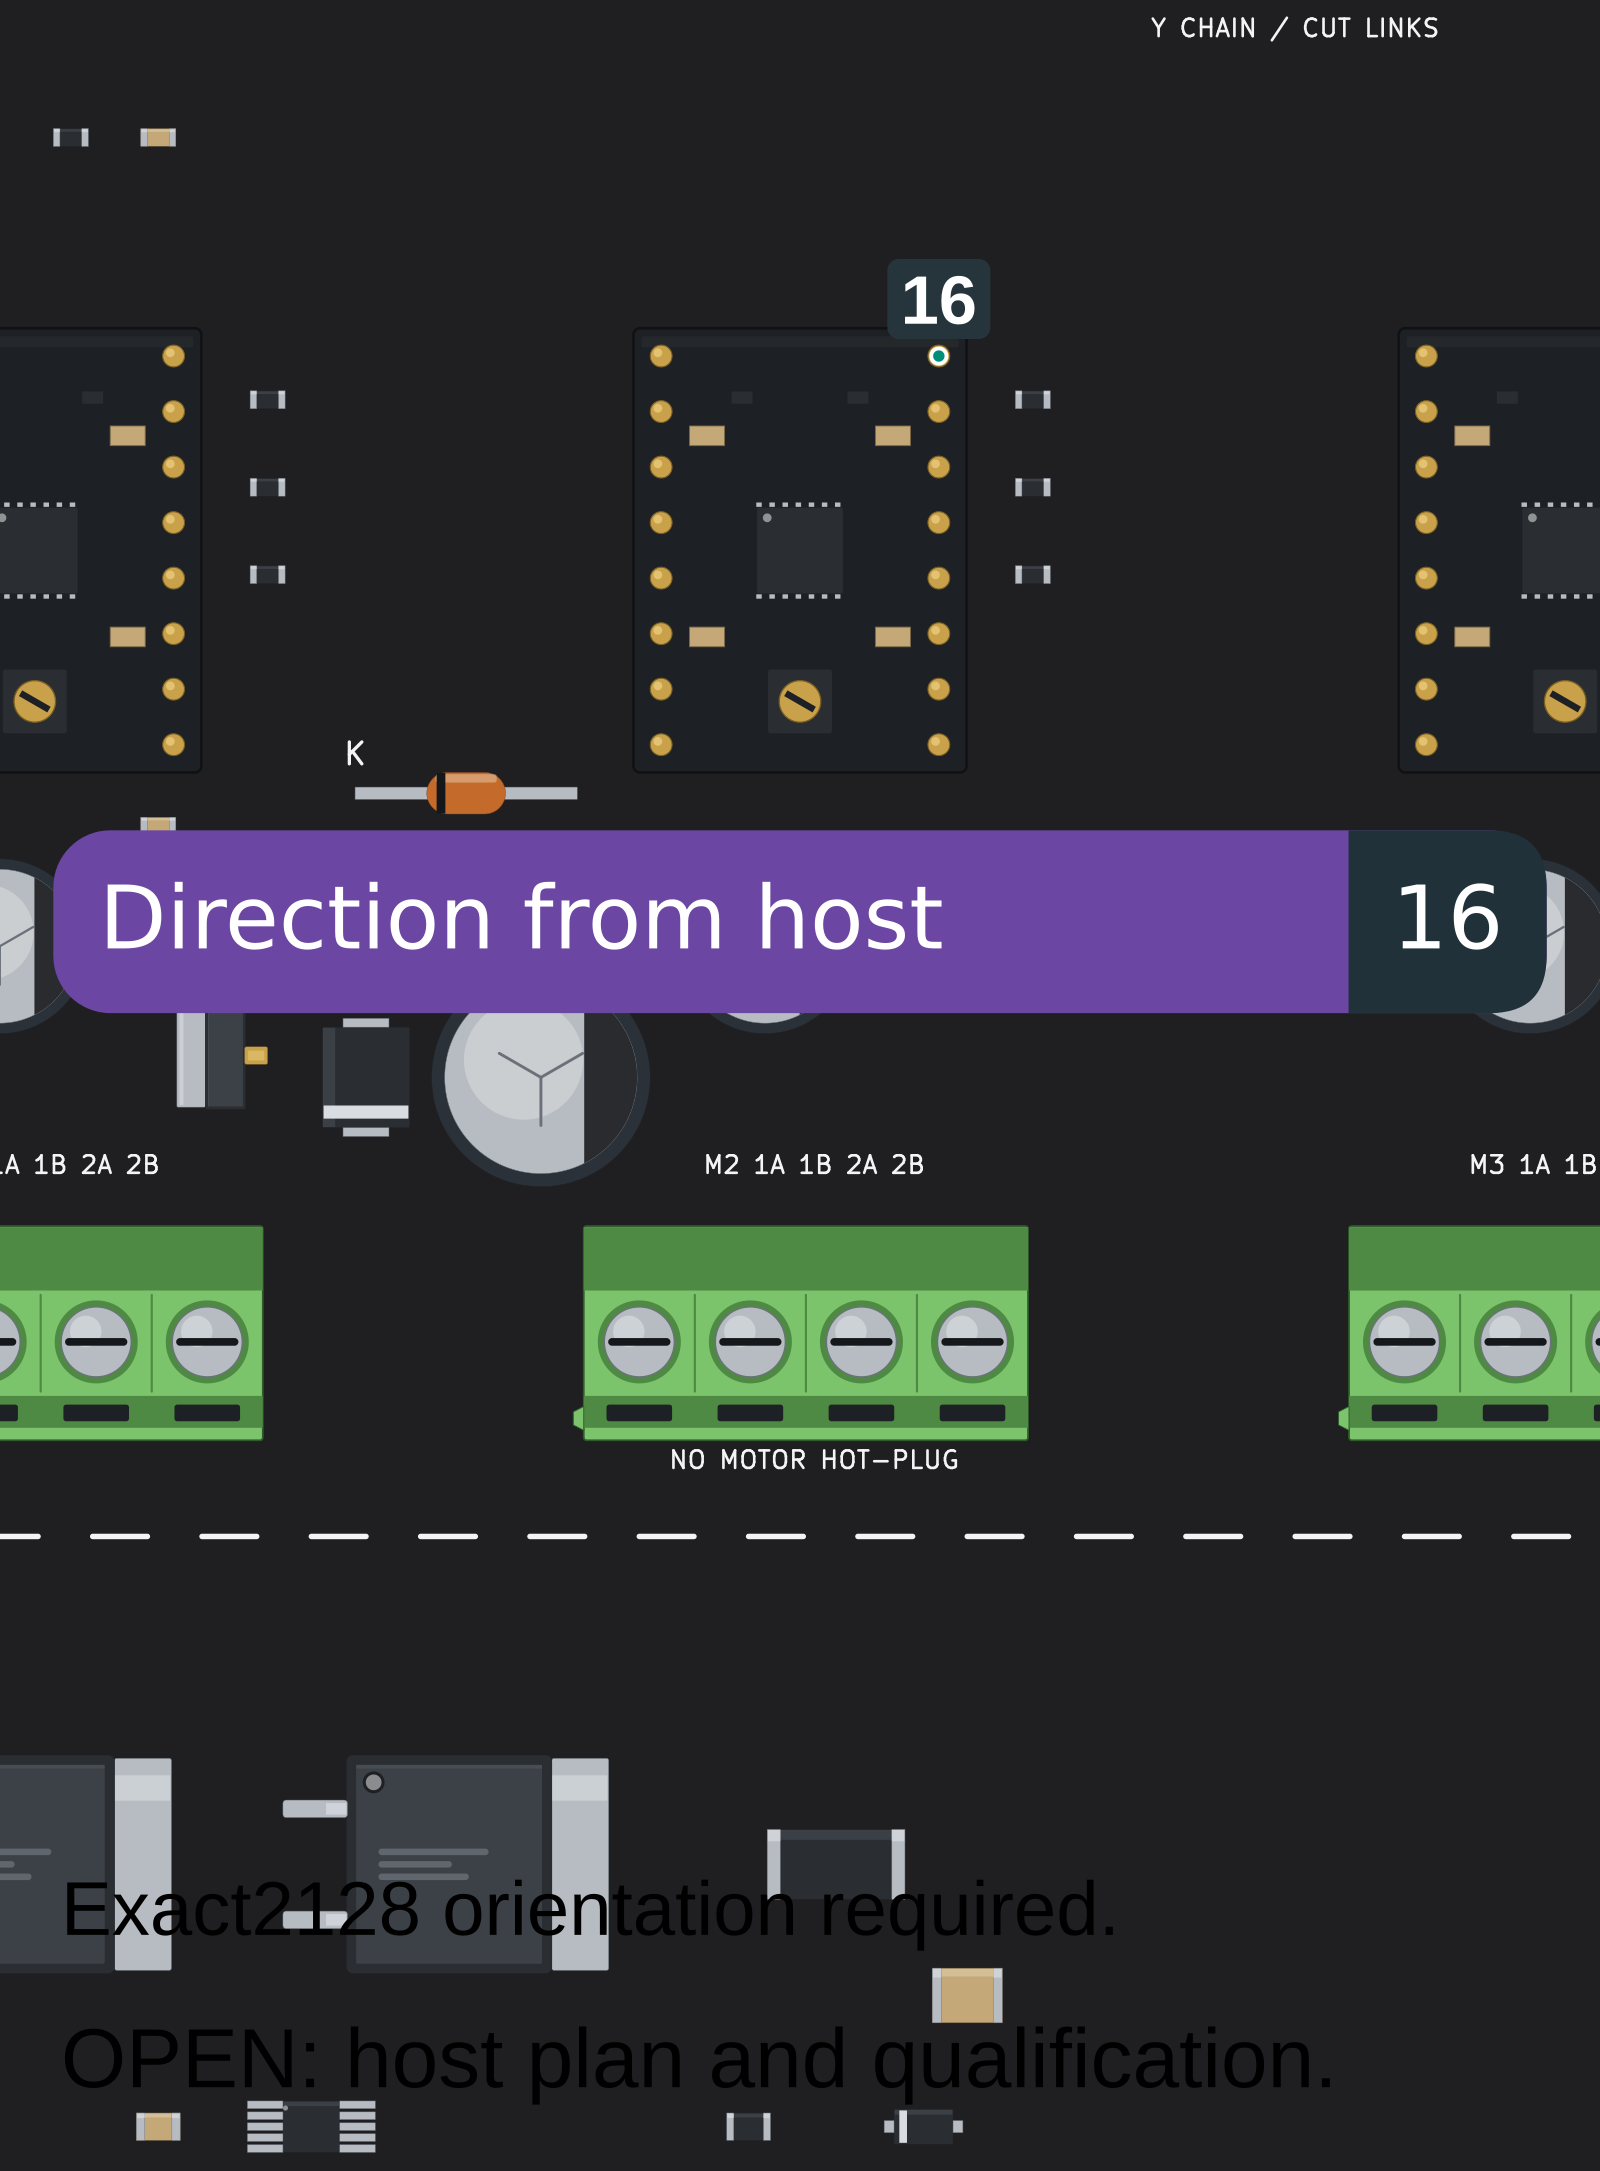 Y CHAIN / CUT LINKS
16
K
Direction from host 16
1A 1B 2A 2B
M2 1A 1B 2A 2B
M3 1A 1B
NO MOTOR HOT-PLUG
Exact2128 orientation required.
OPEN: host plan and qualification.